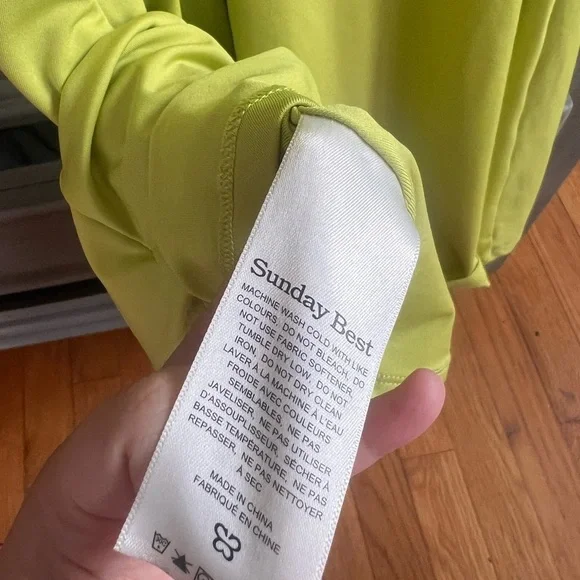 Sunday Best
MACHINE WASH COLD WITH LIKE
COLOURS. DO NOT BLEACH, DO
NOT USE FABRIC SOFTENER.
TUMBLE DRY LOW. DO NOT
IRON. DO NOT DRY CLEAN.
LAVER À LA MACHINE À L'EAU
FROIDE AVEC COULEURS
SEMBLABLES. NE PAS
JAVELISER. NE PAS UTILISER
D'ASSOUPLISSEUR. SÉCHER À
BASSE TEMPÉRATURE. NE PAS
REPASSER. NE PAS NETTOYER
À SEC
MADE IN CHINA
FABRIQUÉ EN CHINE